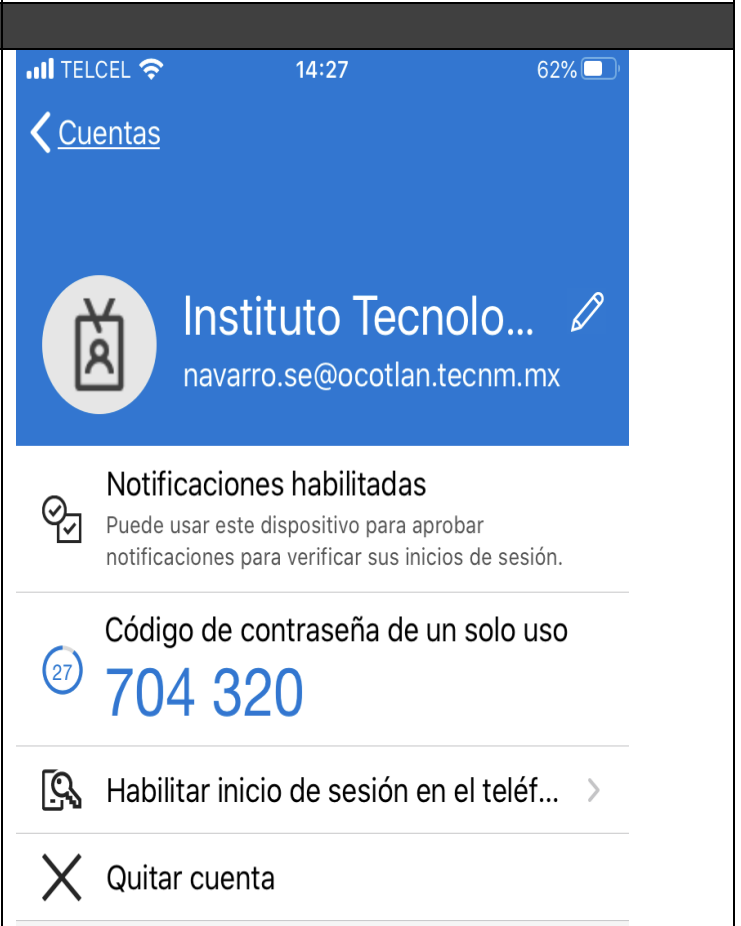 TELCEL 14:27 62%
Cuentas
Instituto Tecnolo...
navarro.se@ocotlan.tecnm.mx
Notificaciones habilitadas
Puede usar este dispositivo para aprobar
notificaciones para verificar sus inicios de sesión.
Código de contraseña de un solo uso
27
704 320
Habilitar inicio de sesión en el teléf...
Quitar cuenta